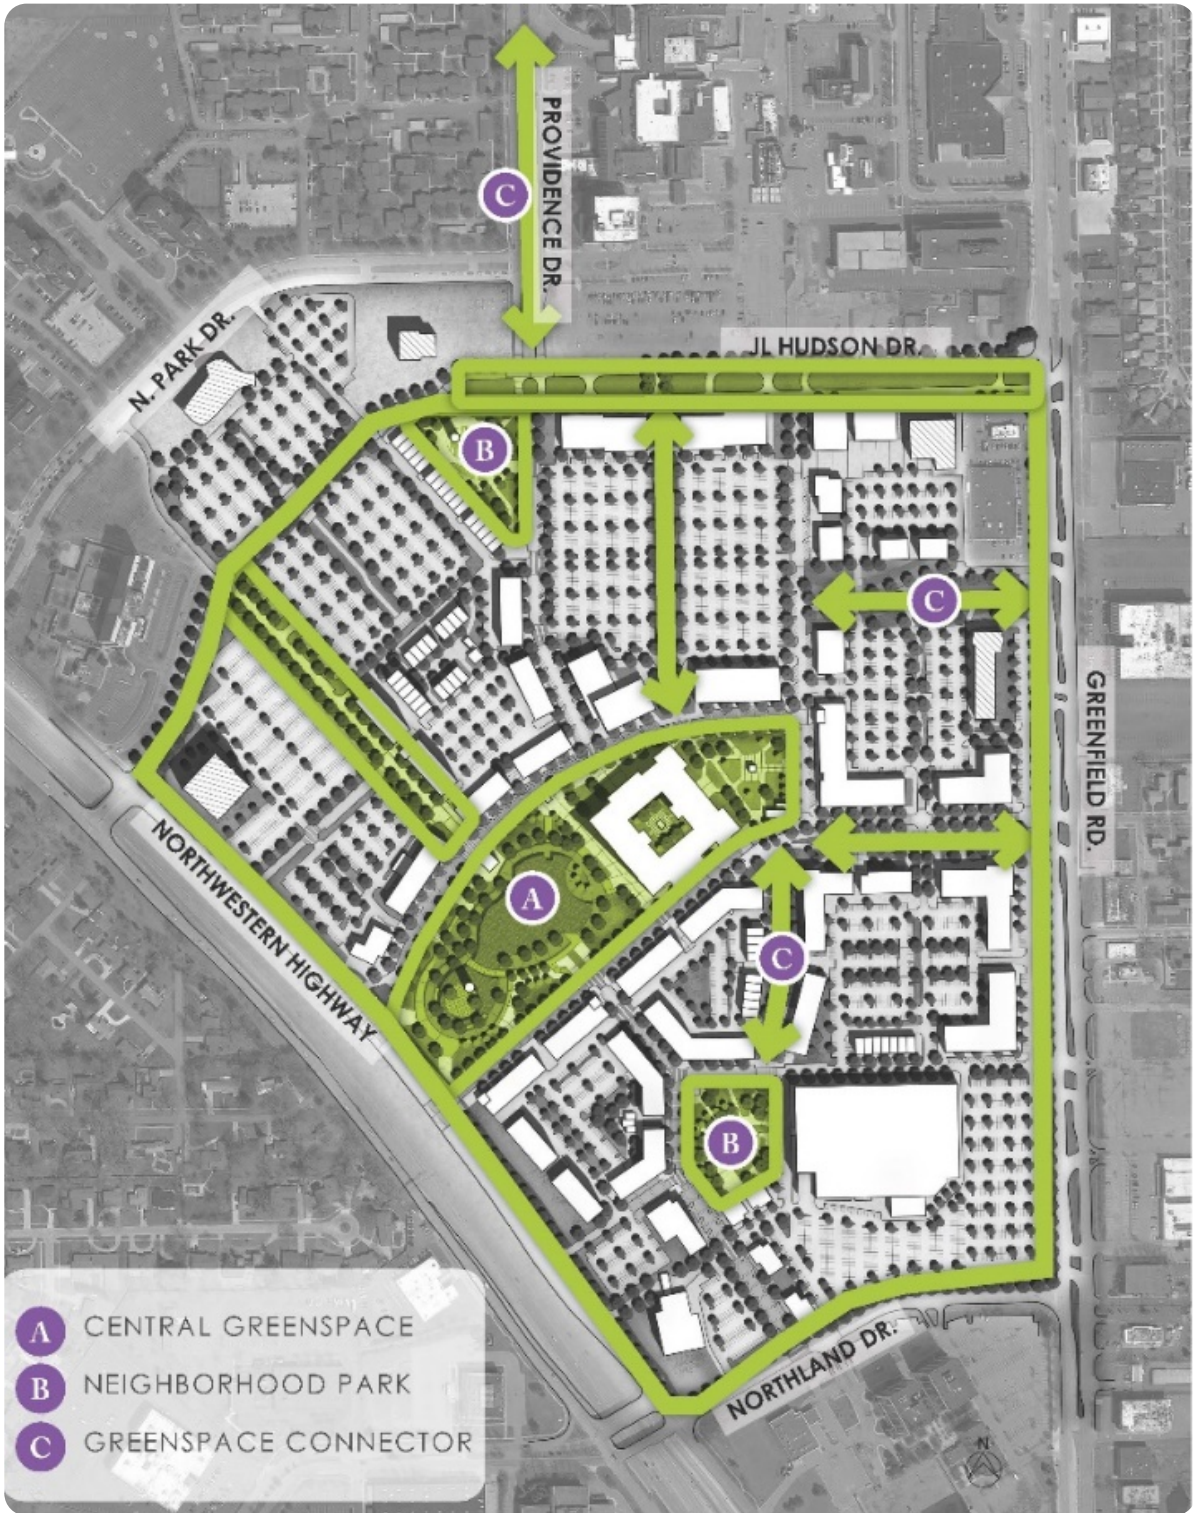 PROVIDENCE DR.
C
N. PARK DR.
JL HUDSON DR.
B
C
GREENFIELD RD.
A
NORTHWESTERN HIGHWAY
C
B
NORTHLAND DR.
A CENTRAL GREENSPACE
B NEIGHBORHOOD PARK
C GREENSPACE CONNECTOR
N